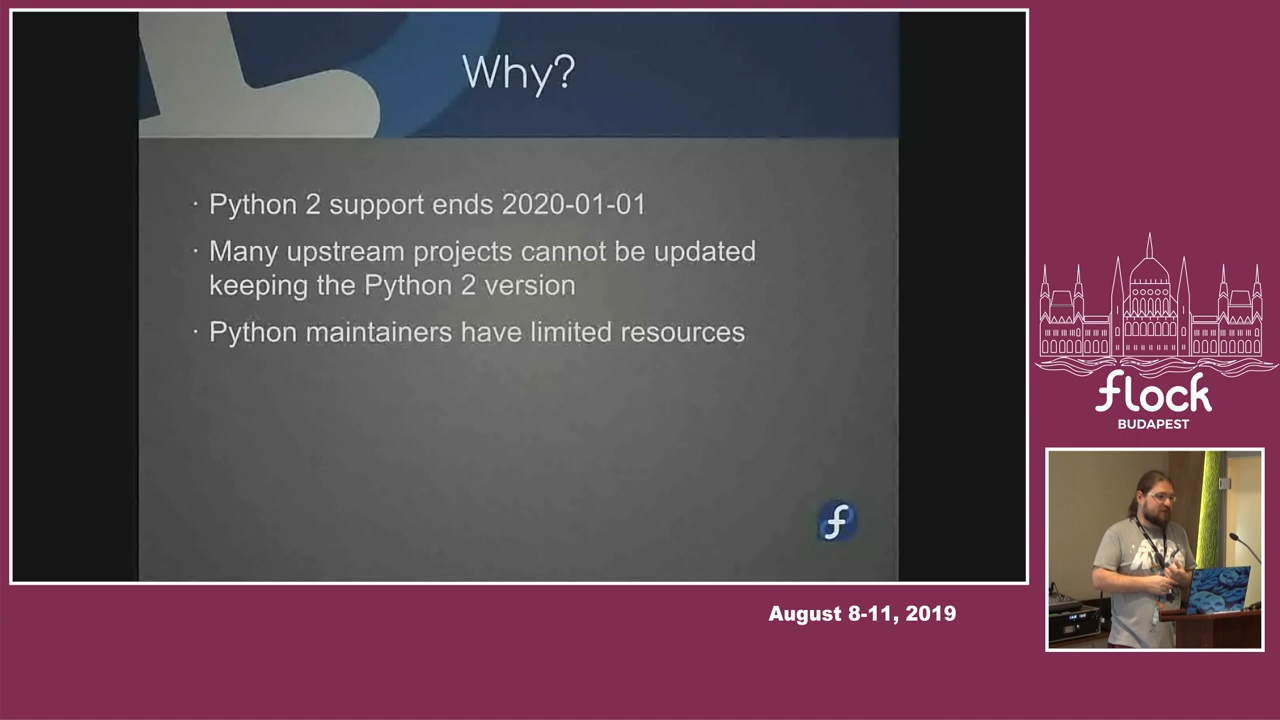 Why?
· Python 2 support ends 2020-01-01
· Many upstream projects cannot be updated
keeping the Python 2 version
· Python maintainers have limited resources
flock
BUDAPEST
August 8-11, 2019